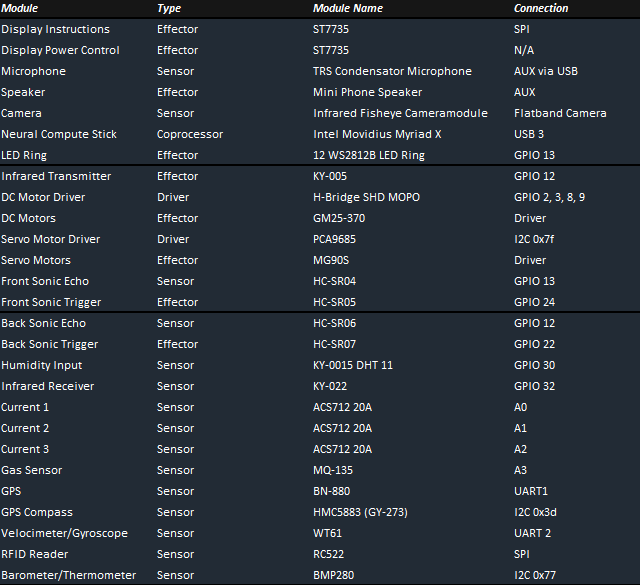 Module Type Module Name Connection
Display Instructions Effector ST7735 SPI
Display Power Control Effector ST7735 N/A
Microphone Sensor TRS Condensator Microphone AUX via USB
Speaker Effector Mini Phone Speaker AUX
Camera Sensor Infrared Fisheye Cameramodule Flatband Camera
Neural Compute Stick Coprocessor Intel Movidius Myriad X USB 3
LED Ring Effector 12 WS2812B LED Ring GPIO 13
Infrared Transmitter Effector KY-005 GPIO 12
DC Motor Driver Driver H-Bridge SHD MOPO GPIO 2, 3, 8, 9
DC Motors Effector GM25-370 Driver
Servo Motor Driver Driver PCA9685 I2C 0x7f
Servo Motors Effector MG90S Driver
Front Sonic Echo Sensor HC-SR04 GPIO 13
Front Sonic Trigger Effector HC-SR05 GPIO 24
Back Sonic Echo Sensor HC-SR06 GPIO 12
Back Sonic Trigger Effector HC-SR07 GPIO 22
Humidity Input Sensor KY-0015 DHT 11 GPIO 30
Infrared Receiver Sensor KY-022 GPIO 32
Current 1 Sensor ACS712 20A A0
Current 2 Sensor ACS712 20A A1
Current 3 Sensor ACS712 20A A2
Gas Sensor Sensor MQ-135 A3
GPS Sensor BN-880 UART1
GPS Compass Sensor HMC5883 (GY-273) I2C 0x3d
Velocimeter/Gyroscope Sensor WT61 UART 2
RFID Reader Sensor RC522 SPI
Barometer/Thermometer Sensor BMP280 I2C 0x77